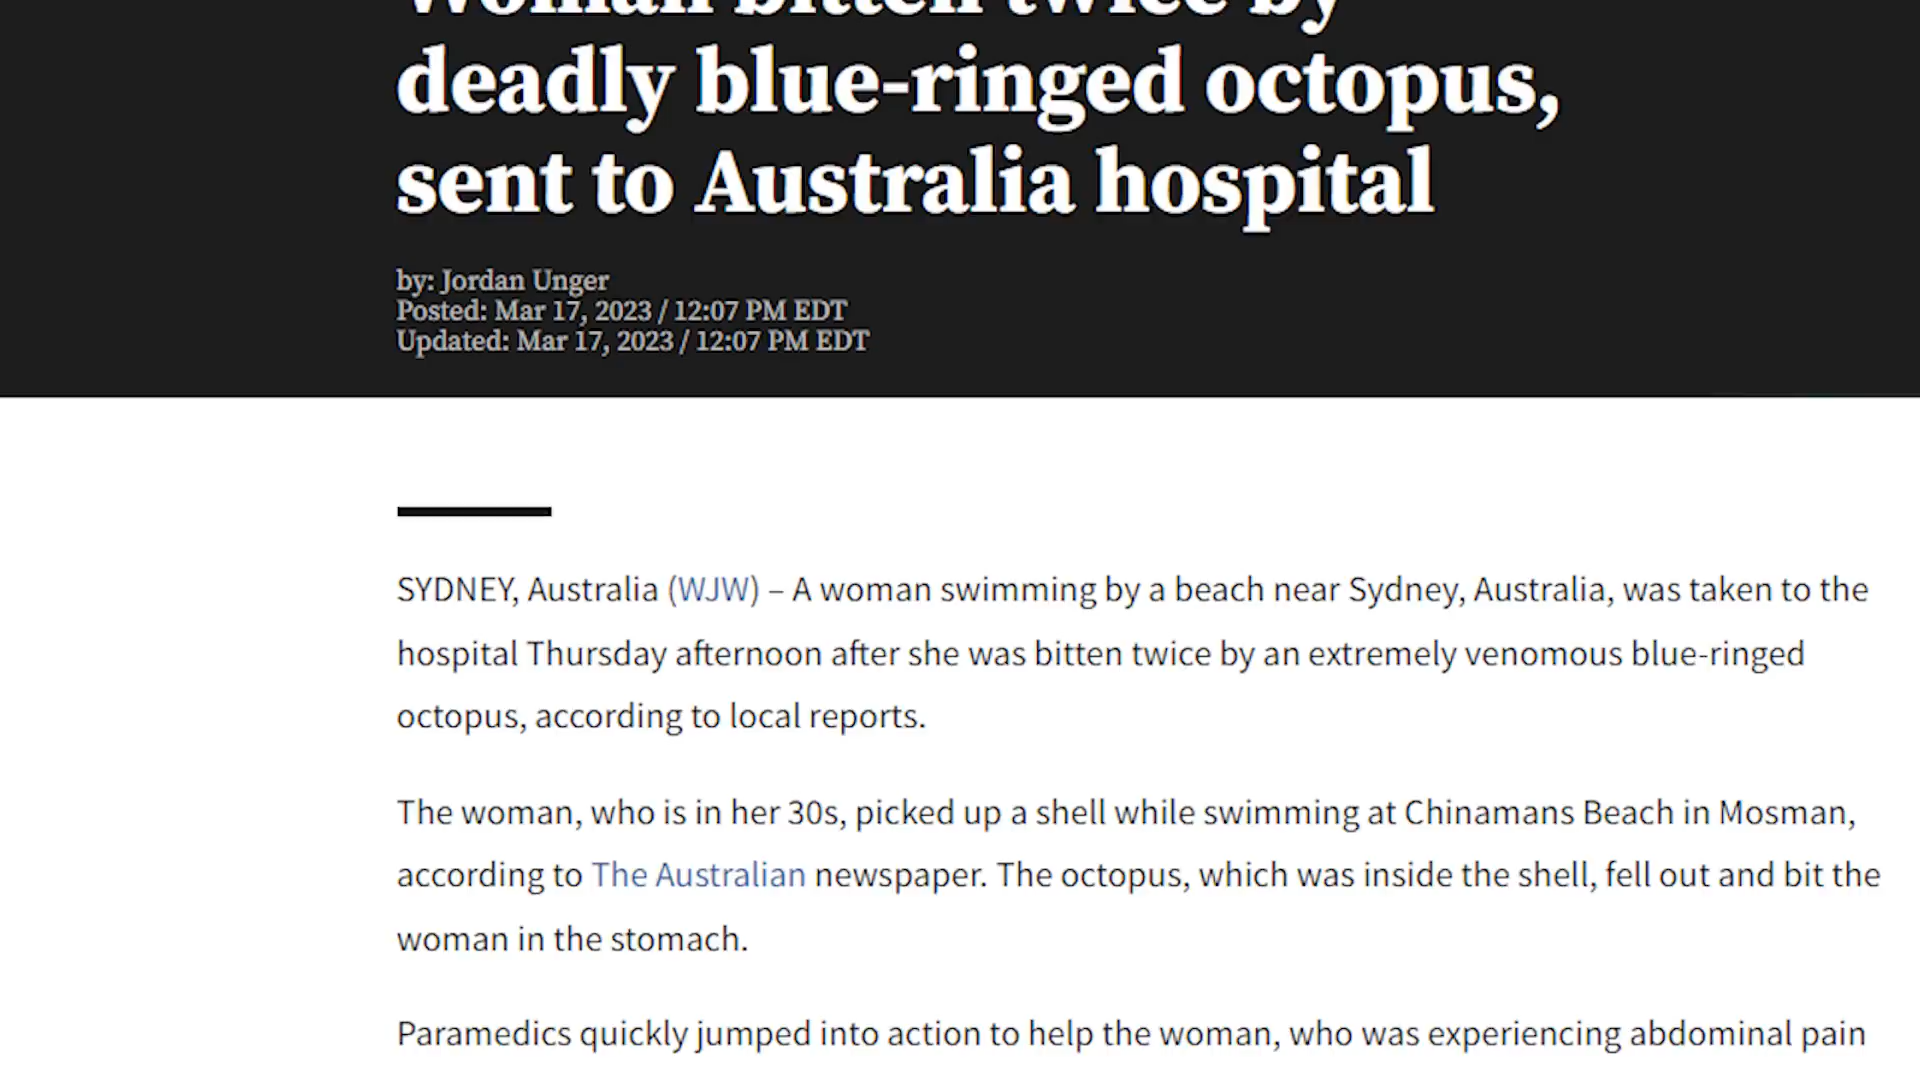 Woman bitten twice by
deadly blue-ringed octopus,
sent to Australia hospital
by: Jordan Unger
Posted: Mar 17, 2023 / 12:07 PM EDT
Updated: Mar 17, 2023 / 12:07 PM EDT
SYDNEY, Australia (WJW) – A woman swimming by a beach near Sydney, Australia, was taken to the
hospital Thursday afternoon after she was bitten twice by an extremely venomous blue-ringed
octopus, according to local reports.
The woman, who is in her 30s, picked up a shell while swimming at Chinamans Beach in Mosman,
according to The Australian newspaper. The octopus, which was inside the shell, fell out and bit the
woman in the stomach.
Paramedics quickly jumped into action to help the woman, who was experiencing abdominal pain